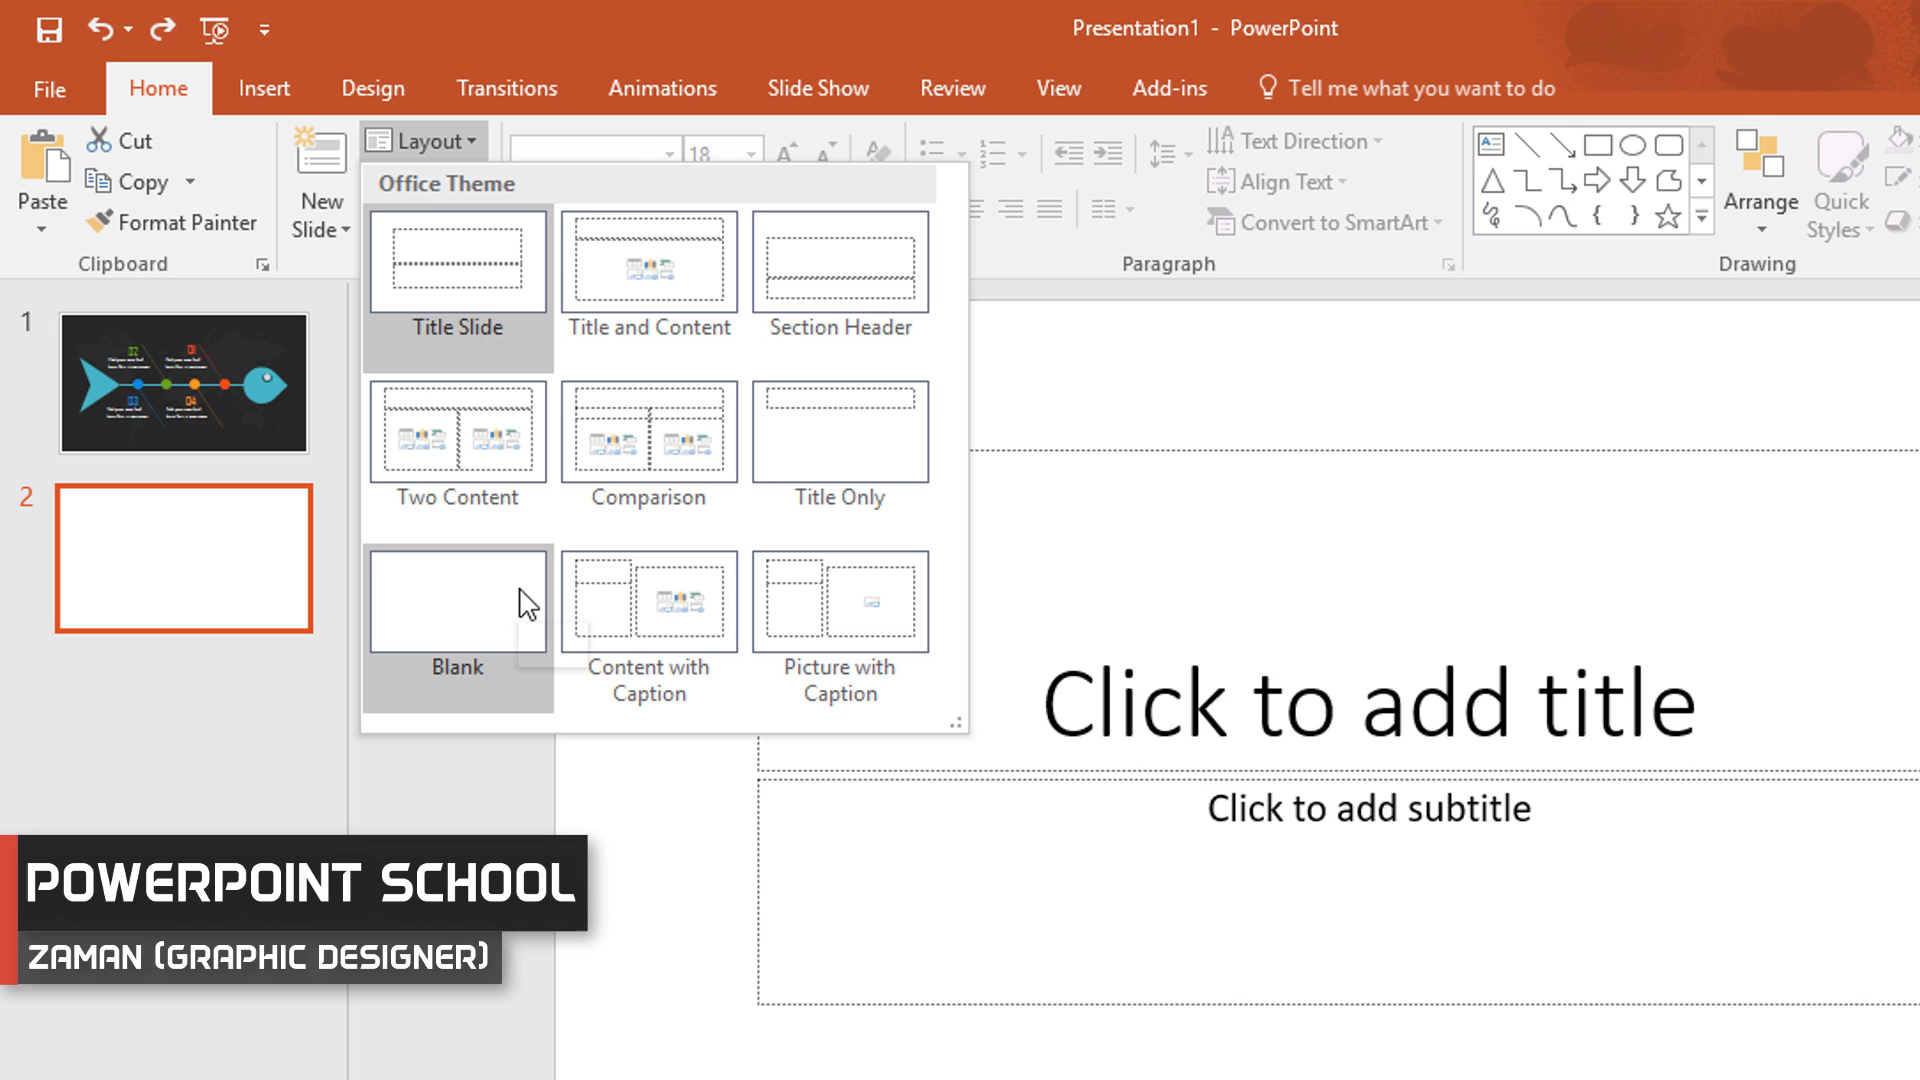 Presentation1 - PowerPoint
File Home Insert Design Transitions Animations Slide Show Review View Add-ins Tell me what you want to do
Paste
Cut
Copy
Format Painter
Clipboard
New
Slide
Layout
18
Text Direction
Align Text
Convert to SmartArt
Paragraph
Arrange
Quick
Styles
Drawing
Office Theme
Title Slide Title and Content Section Header
Two Content Comparison Title Only
Blank Content with Caption Picture with Caption
1
02 01
03 04
2
Click to add title
Click to add subtitle
POWERPOINT SCHOOL
ZAMAN (GRAPHIC DESIGNER)